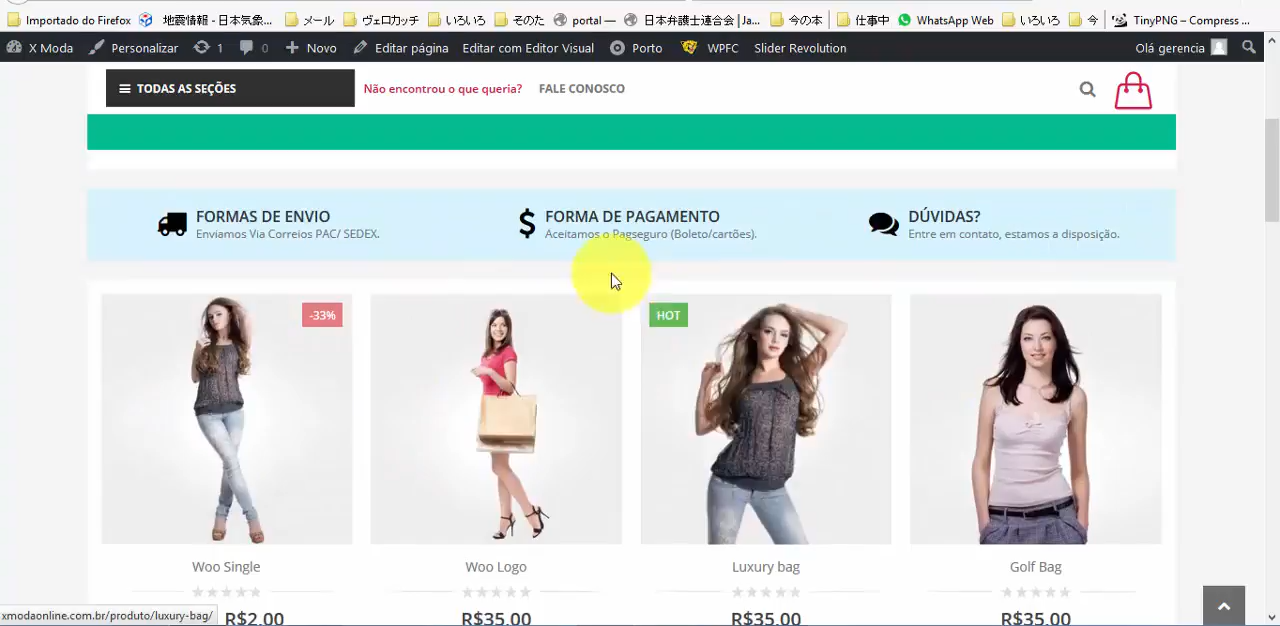 Importado do Firefox 地震情報 - 日本気象... メール ヴェロカッチ いろいろ そのた portal — 日本弁護士連合会 | Ja... 今の本 仕事中 WhatsApp Web いろいろ 今 TinyPNG – Compress ...
X Moda Personalizar 1 0 Novo Editar página Editar com Editor Visual Porto WPFC Slider Revolution Olá gerencia
TODAS AS SEÇÕES Não encontrou o que queria? FALE CONOSCO
FORMAS DE ENVIO FORMA DE PAGAMENTO DÚVIDAS?
Enviamos Via Correios PAC/ SEDEX. Aceitamos o Pagseguro (Boleto/cartões). Entre em contato, estamos a disposição.
-33% HOT
Woo Single Woo Logo Luxury bag Golf Bag
xmodaonline.com.br/produto/luxury-bag/ R$2,00 R$35,00 R$35,00 R$35,00